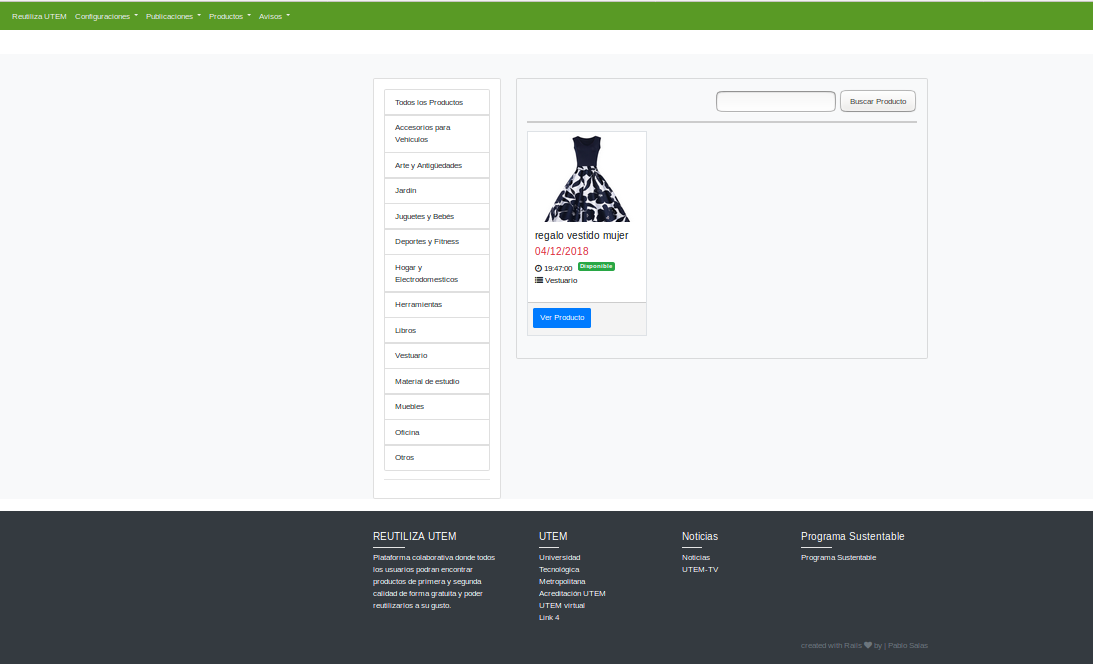 Reutiliza UTEM Configuraciones Publicaciones Productos Avisos
Todos los Productos
Accesorios para
Vehiculos
Arte y Antigüedades
Jardin
Juguetes y Bebés
Deportes y Fitness
Hogar y
Electrodomesticos
Herramientas
Libros
Vestuario
Material de estudio
Muebles
Oficina
Otros
Buscar Producto
regalo vestido mujer
04/12/2018
19:47:00 Disponible
Vestuario
Ver Producto
REUTILIZA UTEM
Plataforma colaborativa donde todos
los usuarios podran encontrar
productos de primera y segunda
calidad de forma gratuita y poder
reutilizarlos a su gusto.
UTEM
Universidad
Tecnológica
Metropolitana
Acreditación UTEM
UTEM virtual
Link 4
Noticias
Noticias
UTEM-TV
Programa Sustentable
Programa Sustentable
created with Rails ♥ by | Pablo Salas